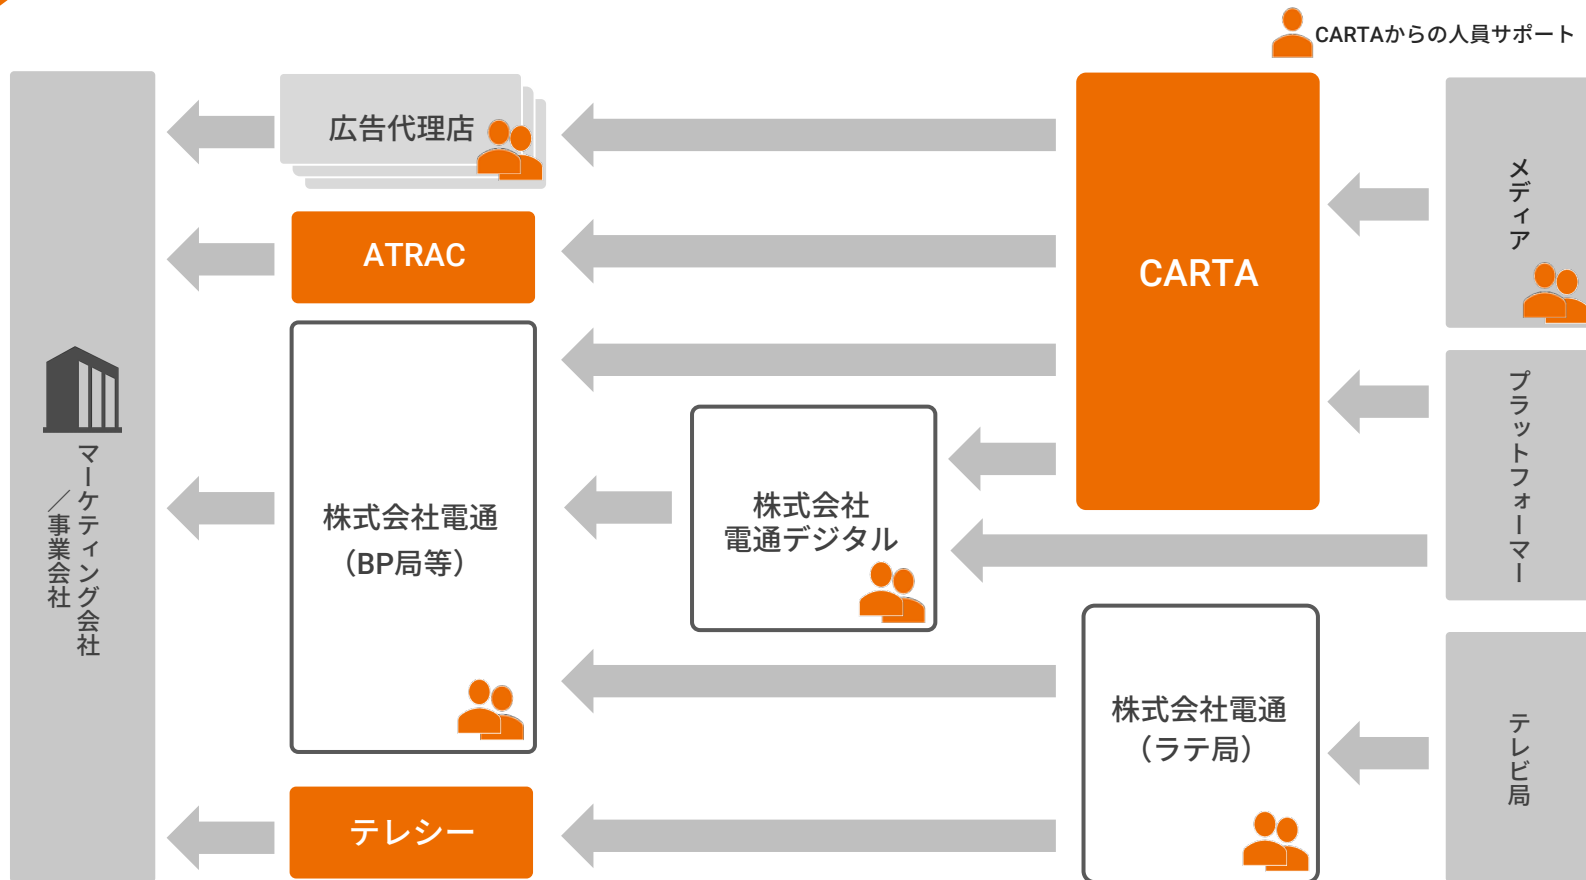 CARTAからの人員サポート
広告代理店
ATRAC
CARTA
メディア
プラットフォーマー
マーケティング会社
／事業会社
株式会社電通
（BP局等）
株式会社
電通デジタル
株式会社電通
（ラテ局）
テレビ局
テレシー